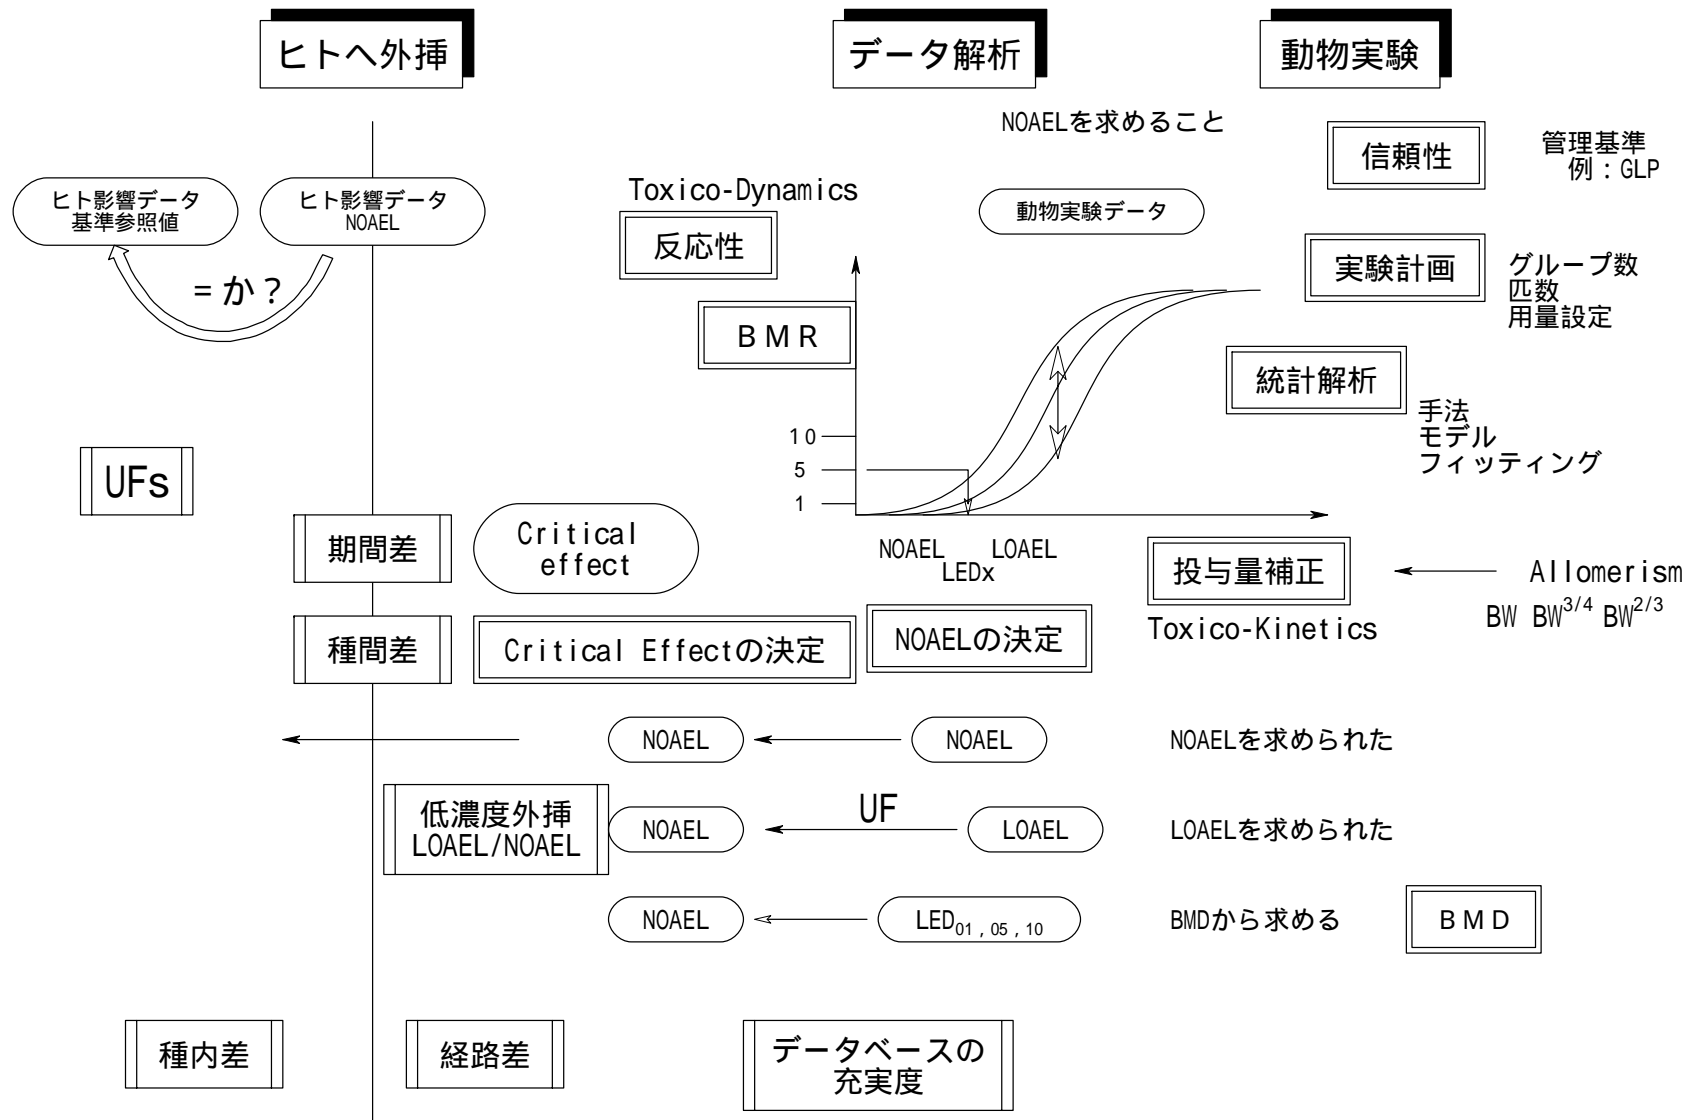 ヒトへ外挿
データ解析
動物実験
NOAELを求めること
信頼性
管理基準
例：GLP
ヒト影響データ
基準参照値
ヒト影響データ
NOAEL
Toxico-Dynamics
動物実験データ
反応性
実験計画
グループ数
匹数
用量設定
=か？
ＢＭＲ
統計解析
手法
モデル
フィッティング
10
5
1
UFs
期間差
Critical
effect
NOAEL LOAEL
LEDx
投与量補正
Allomerism
BW BW3/4 BW2/3
Toxico-Kinetics
種間差
Critical Effectの決定
NOAELの決定
NOAEL
NOAEL
NOAELを求められた
低濃度外挿
LOAEL/NOAEL
NOAEL
UF
LOAEL
LOAELを求められた
NOAEL
LED01，05，10
BMDから求める
ＢＭＤ
種内差
経路差
データベースの
充実度